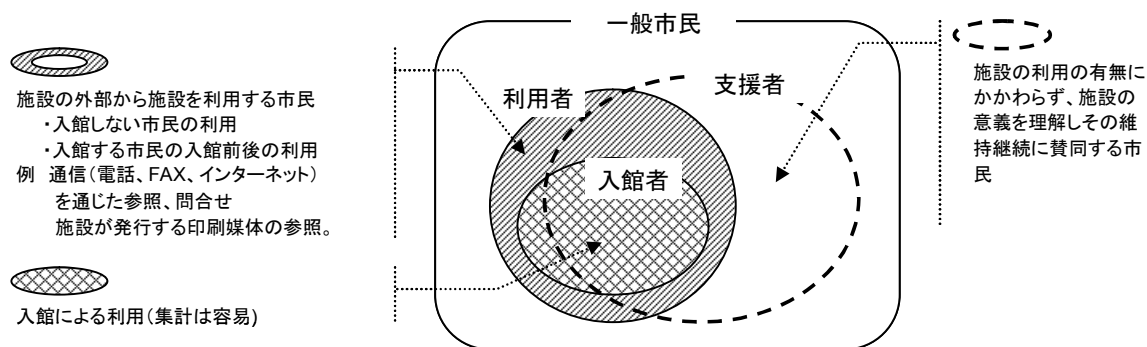 一般市民
施設の外部から施設を利用する市民
・入館しない市民の利用
・入館する市民の入館前後の利用
例 通信(電話、FAX、インターネット)
を通じた参照、問合せ
施設が発行する印刷媒体の参照。
入館による利用(集計は容易)
利用者
支援者
入館者
施設の利用の有無に
かかわらず、施設の
意義を理解しその維
持継続に賛同する市
民